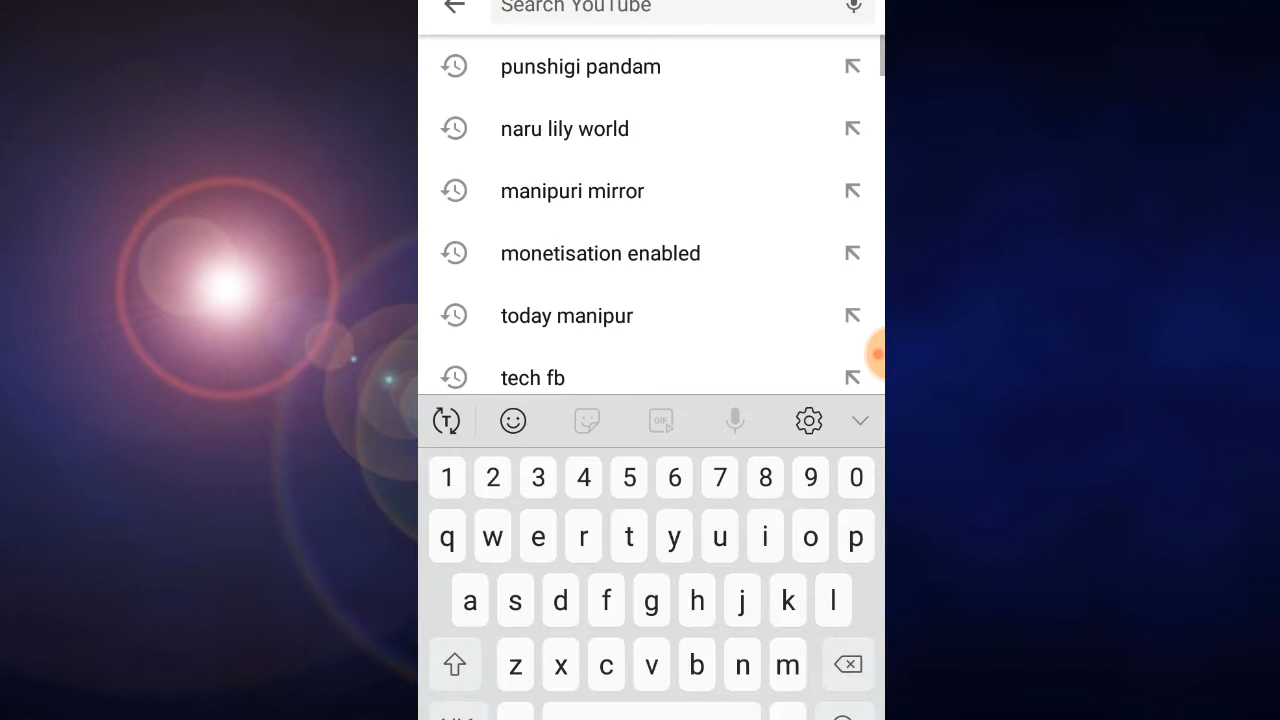 Search YouTube
punshigi pandam
naru lily world
manipuri mirror
monetisation enabled
today manipur
tech fb
T GIF
1 2 3 4 5 6 7 8 9 0
q w e r t y u i o p
a s d f g h j k l
z x c v b n m